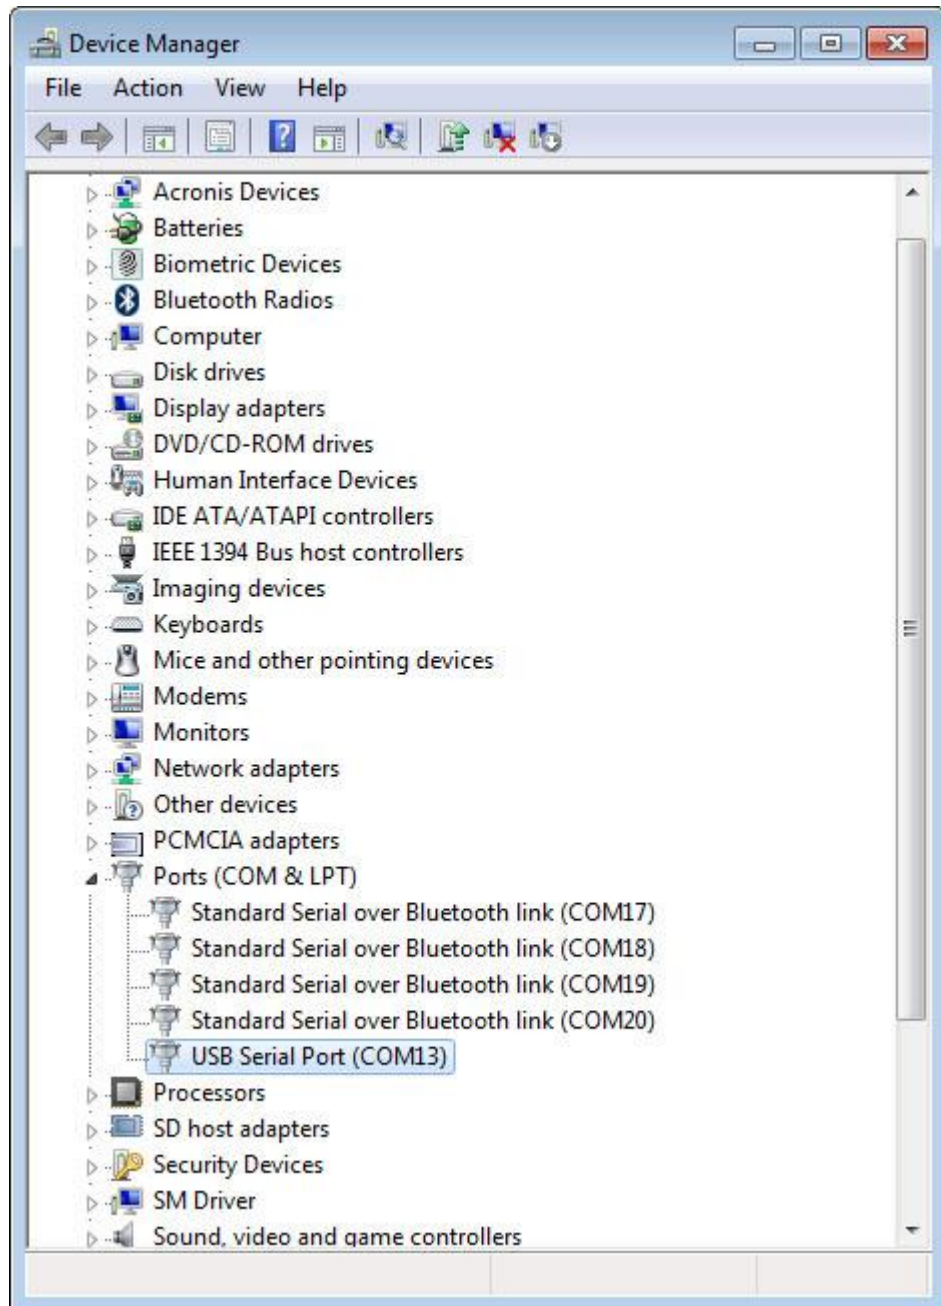 Device Manager
File Action View Help
Acronis Devices
Batteries
Biometric Devices
Bluetooth Radios
Computer
Disk drives
Display adapters
DVD/CD-ROM drives
Human Interface Devices
IDE ATA/ATAPI controllers
IEEE 1394 Bus host controllers
Imaging devices
Keyboards
Mice and other pointing devices
Modems
Monitors
Network adapters
Other devices
PCMCIA adapters
Ports (COM & LPT)
Standard Serial over Bluetooth link (COM17)
Standard Serial over Bluetooth link (COM18)
Standard Serial over Bluetooth link (COM19)
Standard Serial over Bluetooth link (COM20)
USB Serial Port (COM13)
Processors
SD host adapters
Security Devices
SM Driver
Sound, video and game controllers